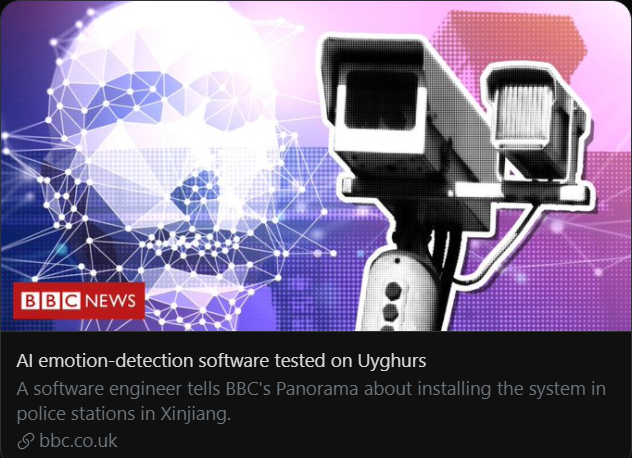 BBC NEWS
AI emotion-detection software tested on Uyghurs
A software engineer tells BBC's Panorama about installing the system in
police stations in Xinjiang.
bbc.co.uk